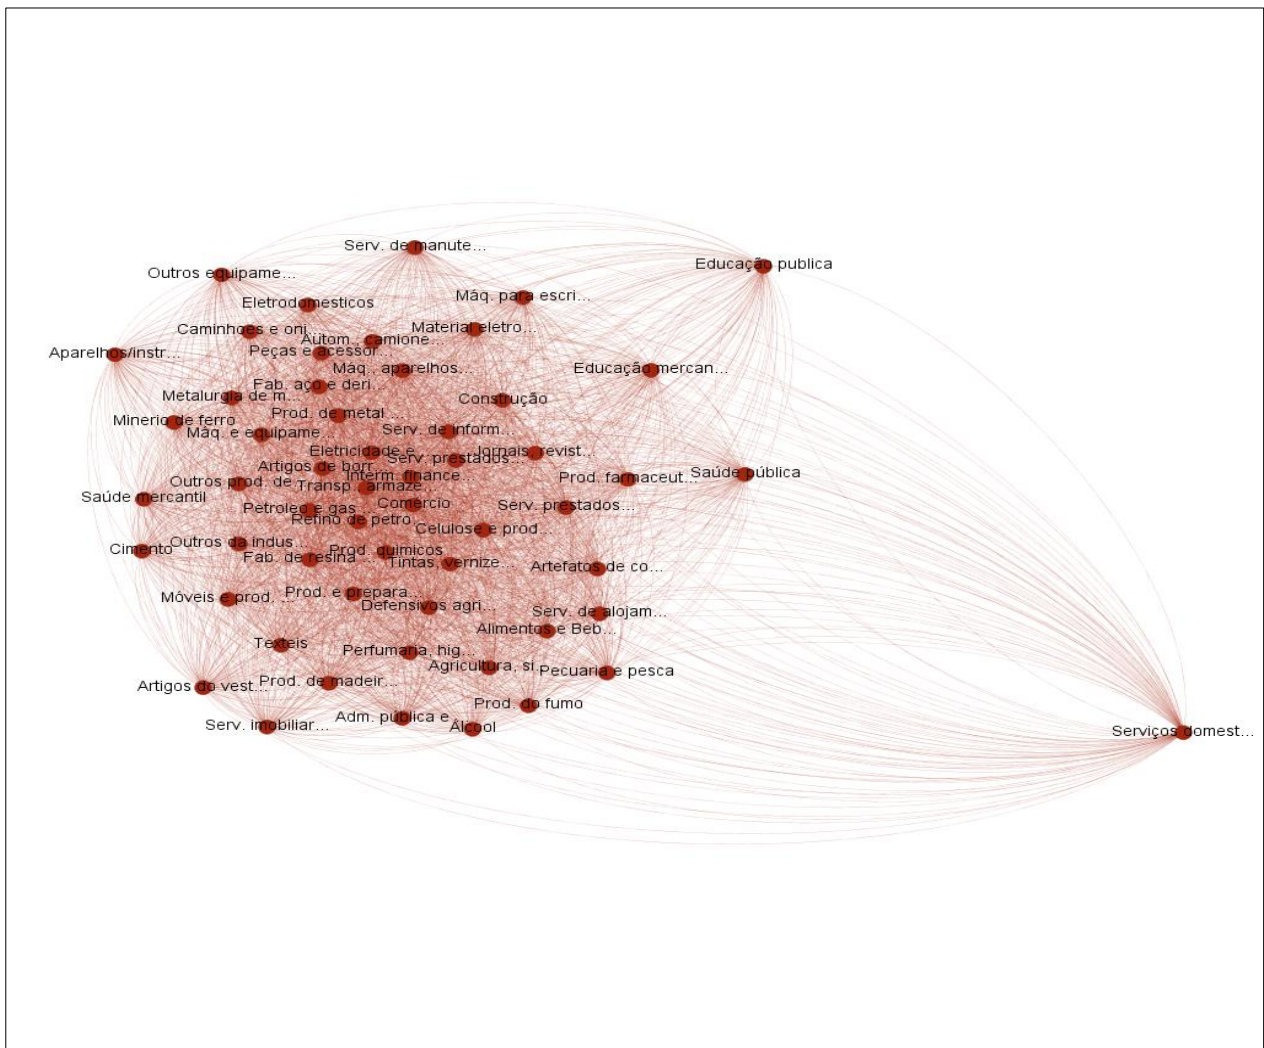 Serv. de manute...
Educação publica
Outros equipame...
Máq. para escri...
Eletrodomesticos
Caminhoes e oni...
Material eletro...
Autom., camione...
Peças e acessor...
Aparelhos/instr...
Máq., aparelhos...
Educação mercan...
Fab. aço e deri...
Metalurgia de m...
Construção
Prod. de metal ...
Minerio de ferro
Serv. de inform...
Máq. e equipame...
Eletricidade e ...
Jornais, revist...
Serv. prestados...
Artigos de borr...
Saúde pública
Interm. finance...
Prod. farmaceut...
Outros prod. de ...
Transp., armaze...
Saúde mercantil
Comércio
Serv. prestados...
Petroleo e gas ...
Refino de petro...
Celulose e prod...
Outros da indus...
Cimento
Prod. quimicos
Fab. de resina ...
Tintas, vernize...
Artefatos de co...
Prod. e prepara...
Móveis e prod. ...
Defensivos agri...
Serv. de alojam...
Alimentos e Beb...
Texteis
Perfumaria, hig...
Agricultura, si...
Pecuaria e pesca
Prod. de madeir...
Artigos do vest...
Prod. do fumo
Adm. pública e ...
Serv. imobiliar...
Álcool
Serviços domest...